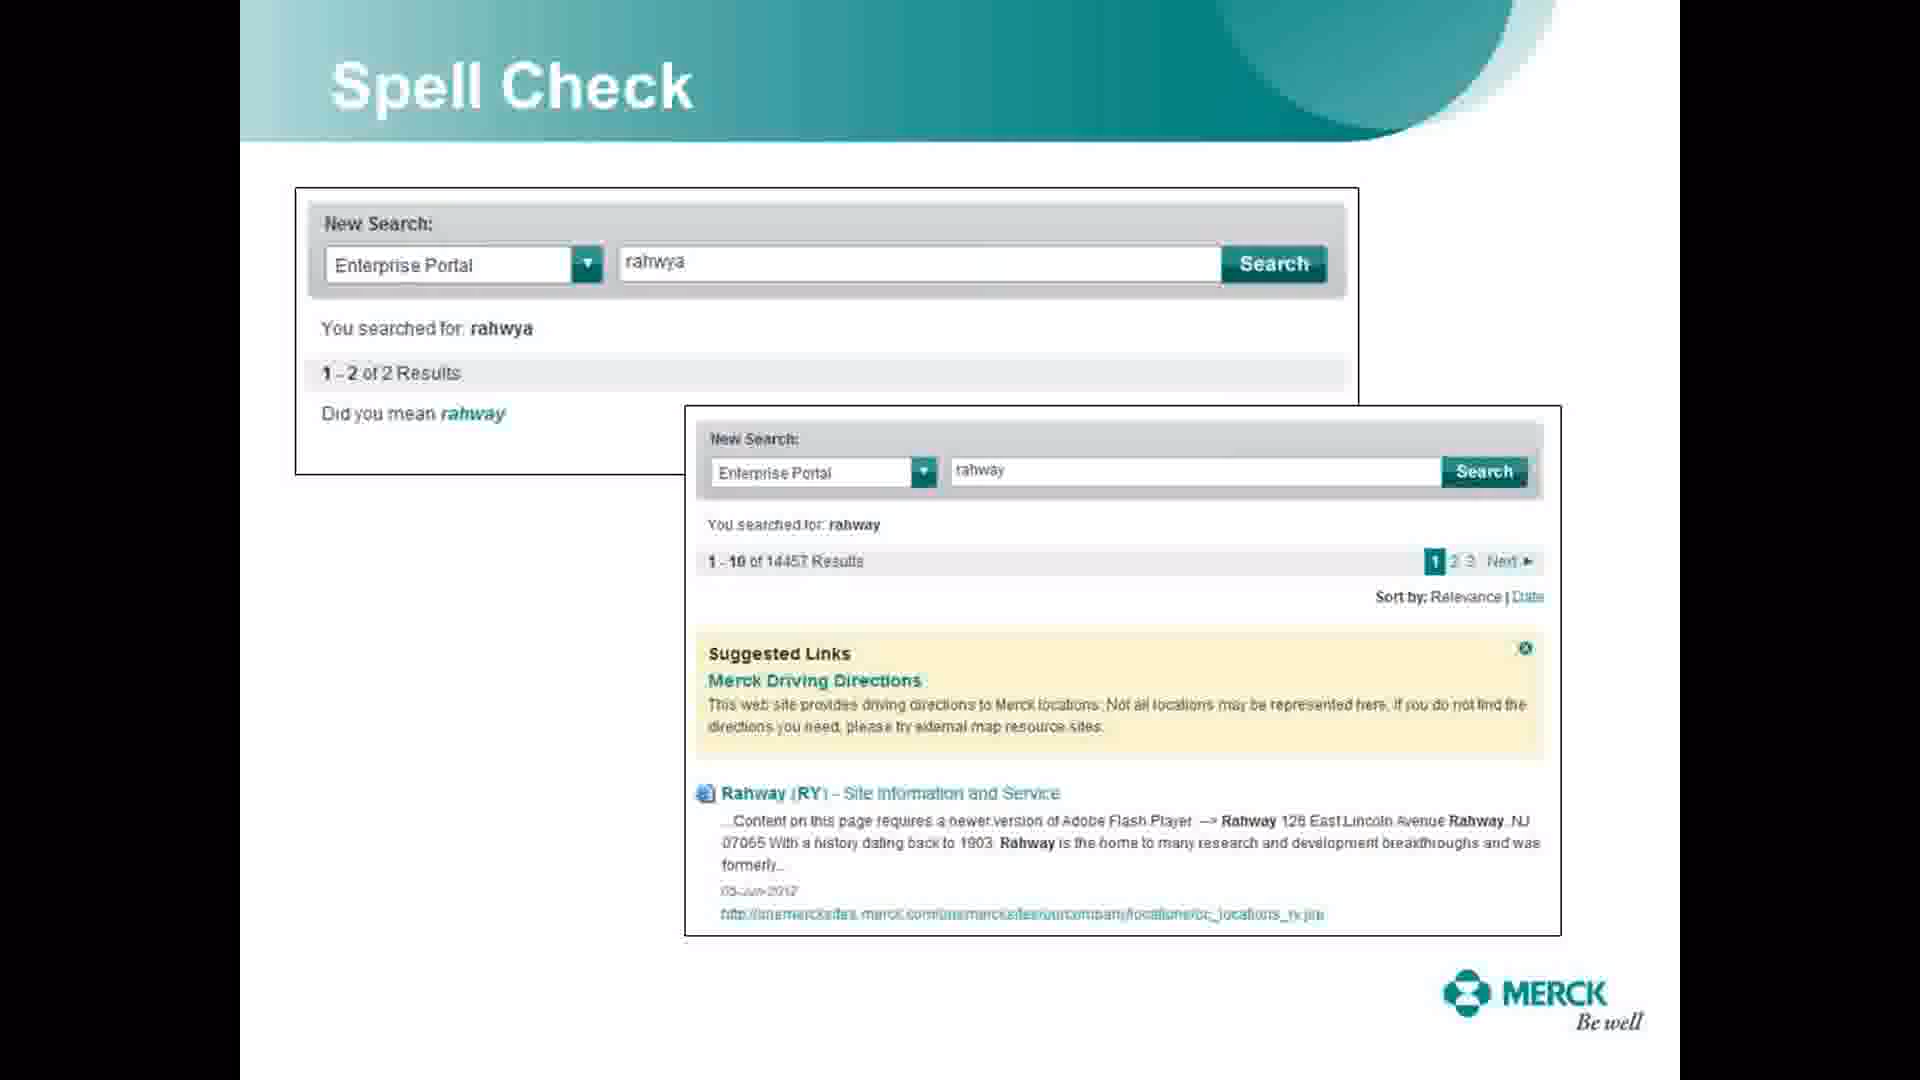 Spell Check
New Search:
Enterprise Portal
rahwya
Search
You searched for: rahwya
1 - 2 of 2 Results
Did you mean rahway
New Search:
Enterprise Portal
rahway
Search
You searched for: rahway
1 - 10 of 14457 Results
1 2 3 Next
Sort by: Relevance | Date
Suggested Links
Merck Driving Directions
This web site provides driving directions to Merck locations. Not all locations may be represented here, if you do not find the
directions you need, please try external map resource sites.
Rahway (RY) - Site Information and Service
...Content on this page requires a newer version of Adobe Flash Player. --> Rahway 126 East Lincoln Avenue Rahway, NJ
07065 With a history dating back to 1903, Rahway is the home to many research and development breakthroughs and was
formerly...
05-Jun-2012
MERCK
Be well